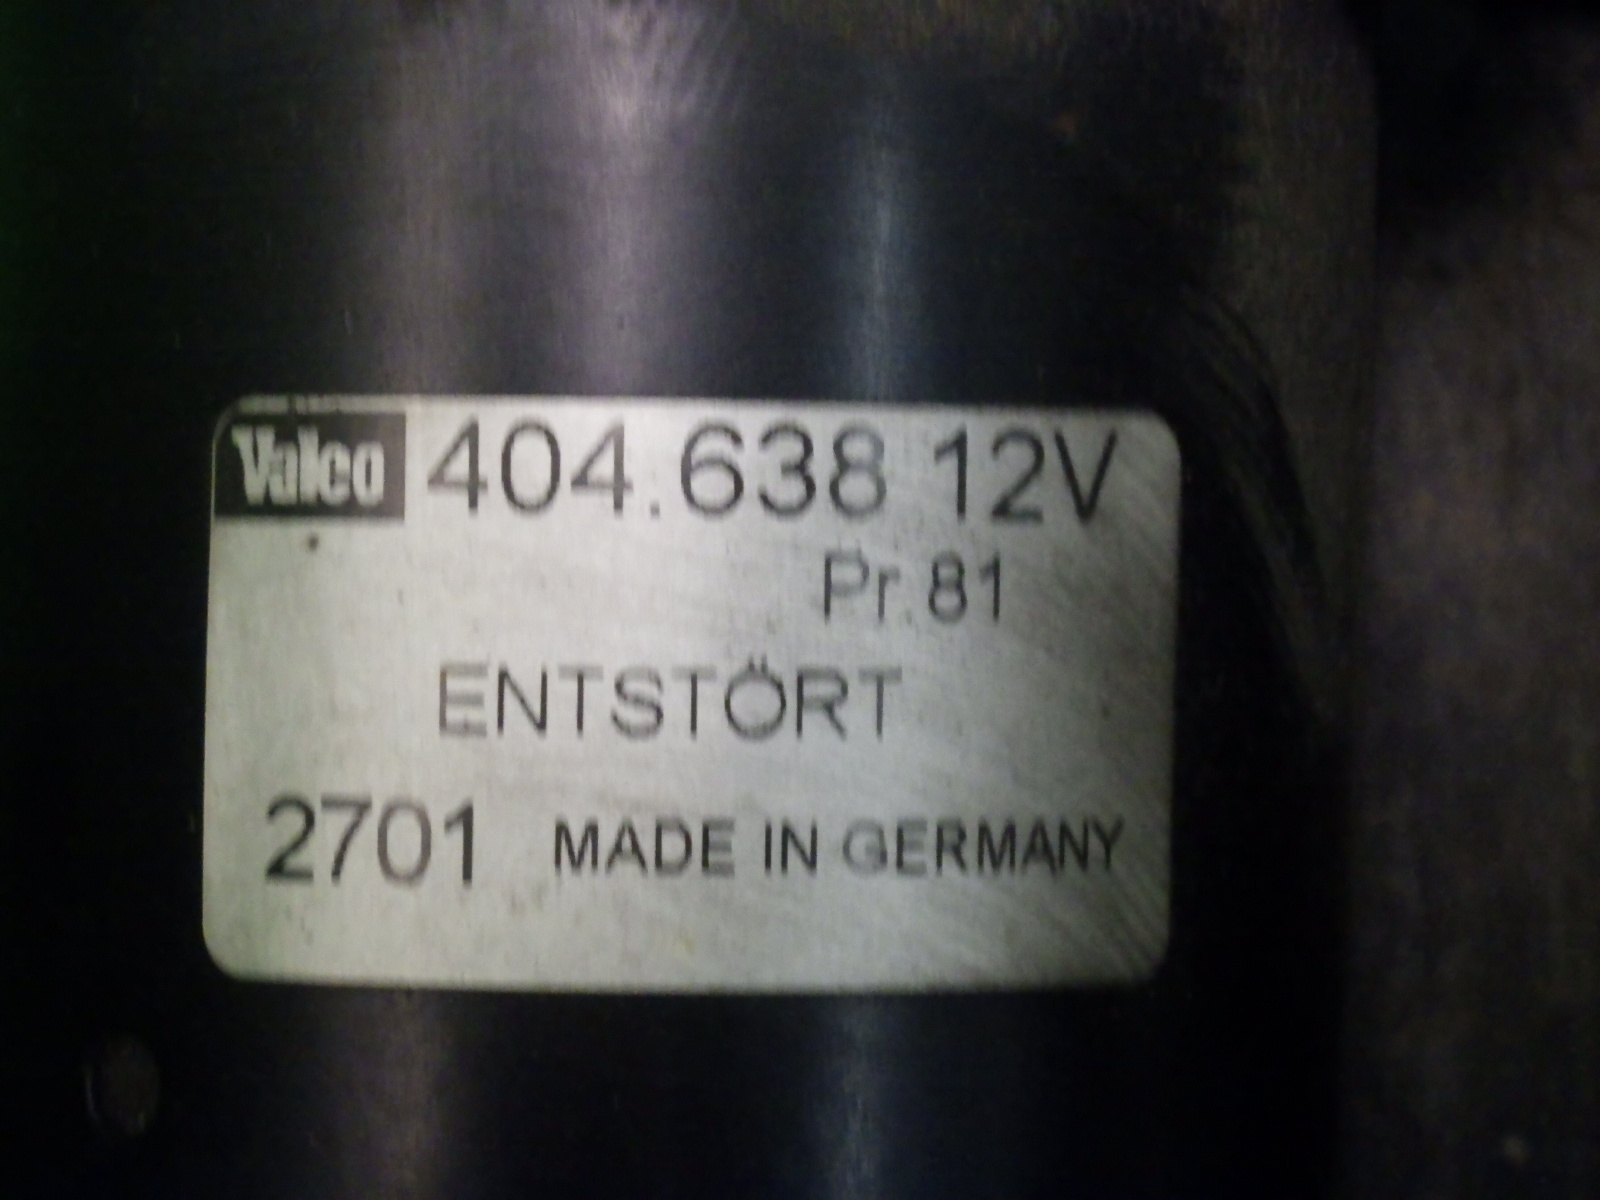 Valeo 404.638 12V
Pr.81
ENTSTÖRT
2701 MADE IN GERMANY